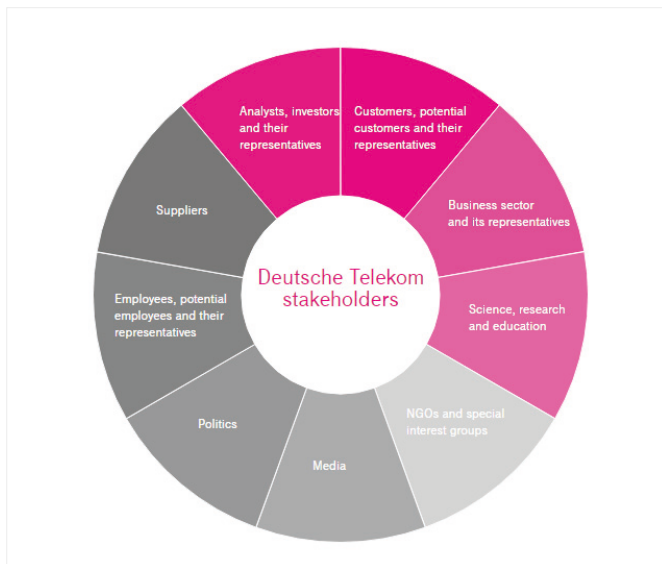 Analysts, investors
and their
representatives
Customers, potential
customers and their
representatives
Business sector
and its representatives
Science, research
and education
NGOs and special
interest groups
Media
Politics
Employees, potential
employees and their
representatives
Suppliers
Deutsche Telekom
stakeholders